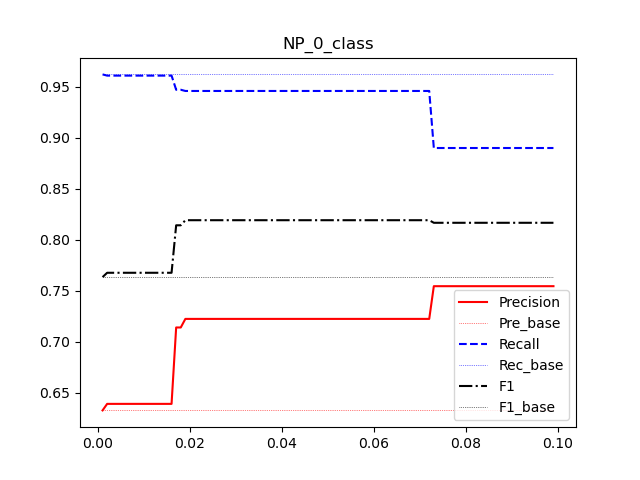 NP_0_class
0.95
0.90
0.85
0.80
0.75
0.70
0.65
Precision
Pre_base
Recall
Rec_base
F1
F1_base
0.00 0.02 0.04 0.06 0.08 0.10